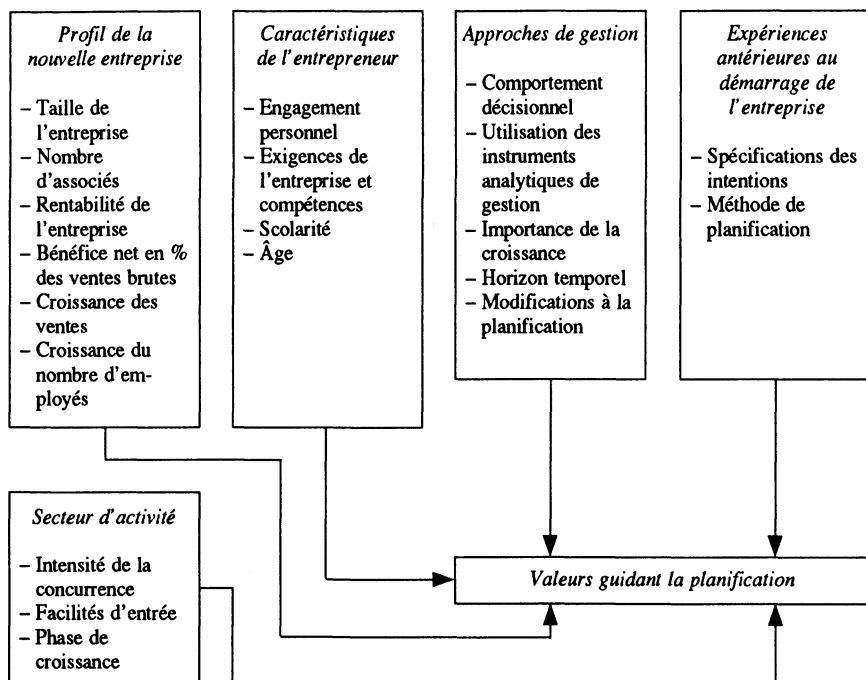 Profil de la
nouvelle entreprise
– Taille de
l'entreprise
– Nombre
d'associés
– Rentabilité de
l'entreprise
– Bénéfice net en %
des ventes brutes
– Croissance des
ventes
– Croissance du
nombre d'em-
ployés
Caractéristiques
de l'entrepreneur
– Engagement
personnel
– Exigences de
l'entreprise et
compétences
– Scolarité
– Âge
Approches de gestion
– Comportement
décisionnel
– Utilisation des
instruments
analytiques de
gestion
– Importance de la
croissance
– Horizon temporel
– Modifications à la
planification
Expériences
antérieures au
démarrage de
l'entreprise
– Spécifications des
intentions
– Méthode de
planification
Secteur d'activité
– Intensité de la
concurrence
– Facilités d'entrée
– Phase de
croissance
Valeurs guidant la planification